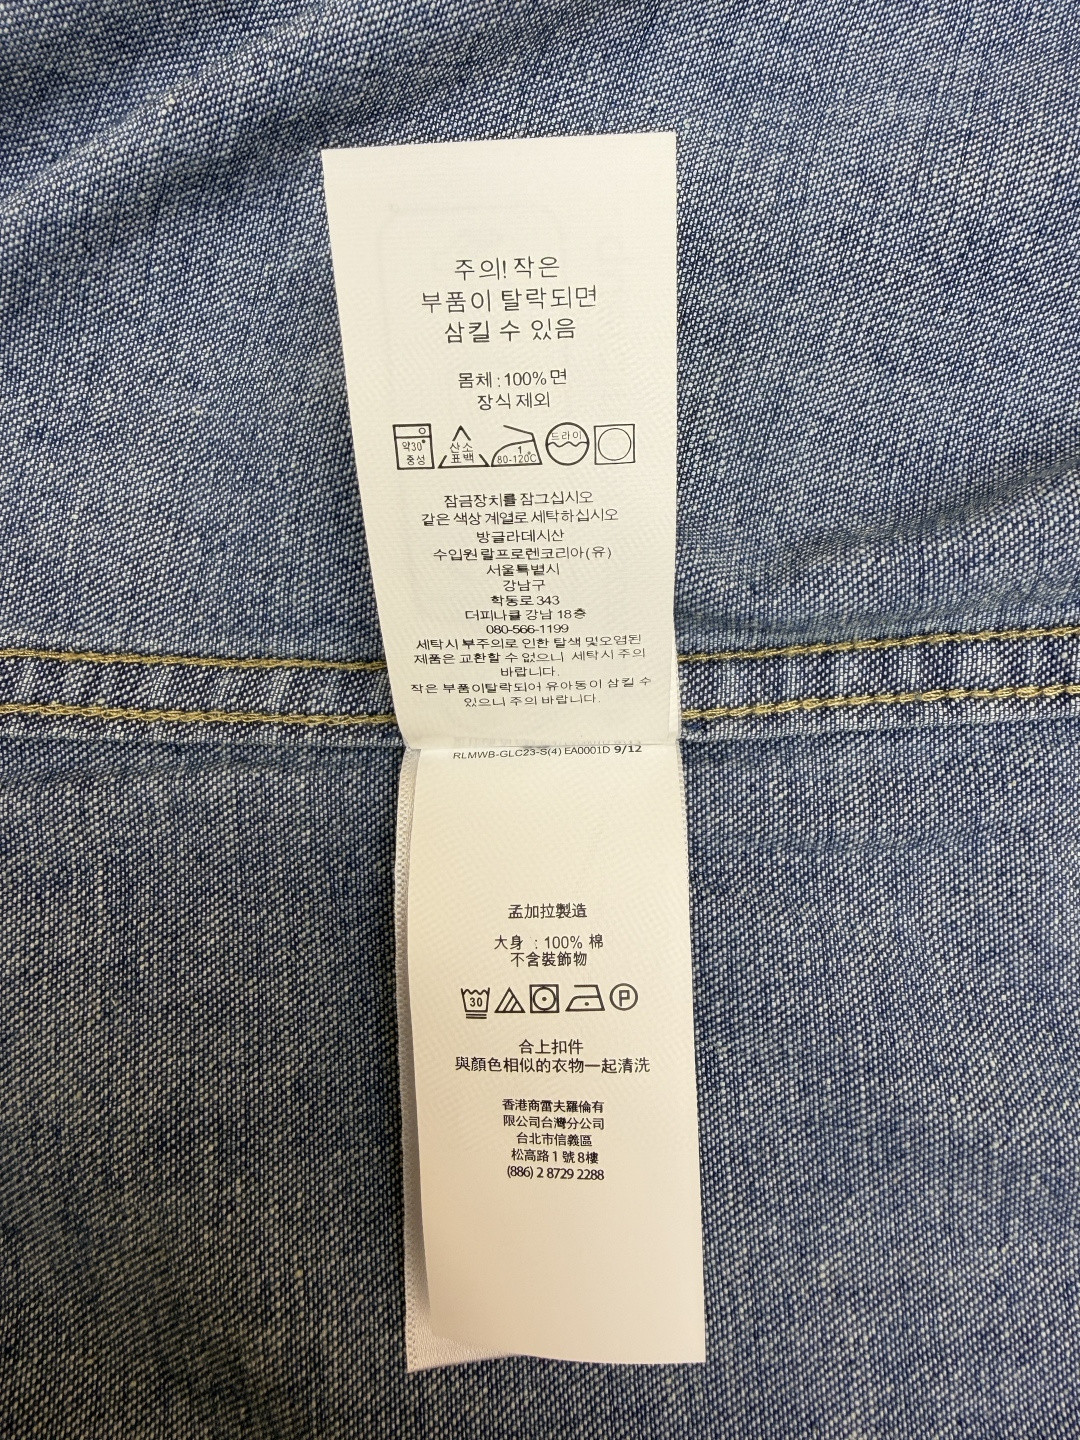 주의! 작은
부품이 탈락되면
삼킬 수 있음
몸체 : 100% 면
장식 제외
약30°
중성
산소
표백
80-120˚C
드라이
잠금장치를 잠그십시오
같은 색상 계열로 세탁하십시오
방글라데시산
수입원 랄프로렌코리아(유)
서울특별시
강남구
학동로 343
더피나클 강남 18층
080-566-1199
세탁시 부주의로 인한 탈색 및오염된
제품은 교환할 수 없으니 세탁시 주의
바랍니다.
작은 부품이탈락되어 유아동이 삼킬 수
있으니 주의 바랍니다.
RLMWB-GLC23-S(4) EA0001D 9/12
孟加拉製造
大身 : 100% 棉
不含裝飾物
30
P
合上扣件
與顏色相似的衣物一起清洗
香港商雷夫羅倫有
限公司台灣分公司
台北市信義區
松高路 1 號 8樓
(886) 2 8729 2288